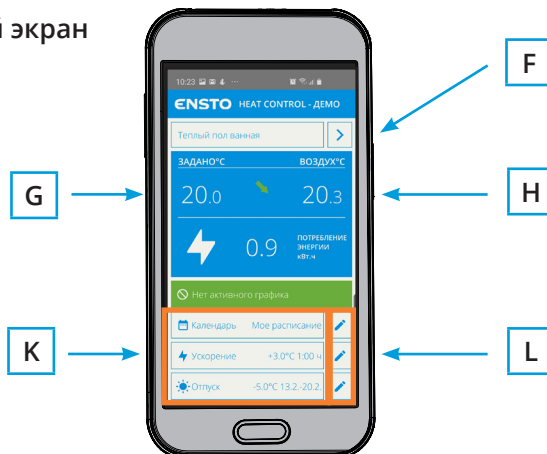 й экран
10:23
ENSTO HEAT CONTROL - ДЕМО
Теплый пол ванная
ЗАДАНО°C ВОЗДУХ°C
20.0 20.3
0.9 ПОТРЕБЛЕНИЕ
ЭНЕРГИИ
кВт.ч
Нет активного графика
Календарь Мое расписание
Ускорение +3.0°C 1:00 ч
Отпуск -5.0°C 13.2.-20.2.
F
G
H
K
L